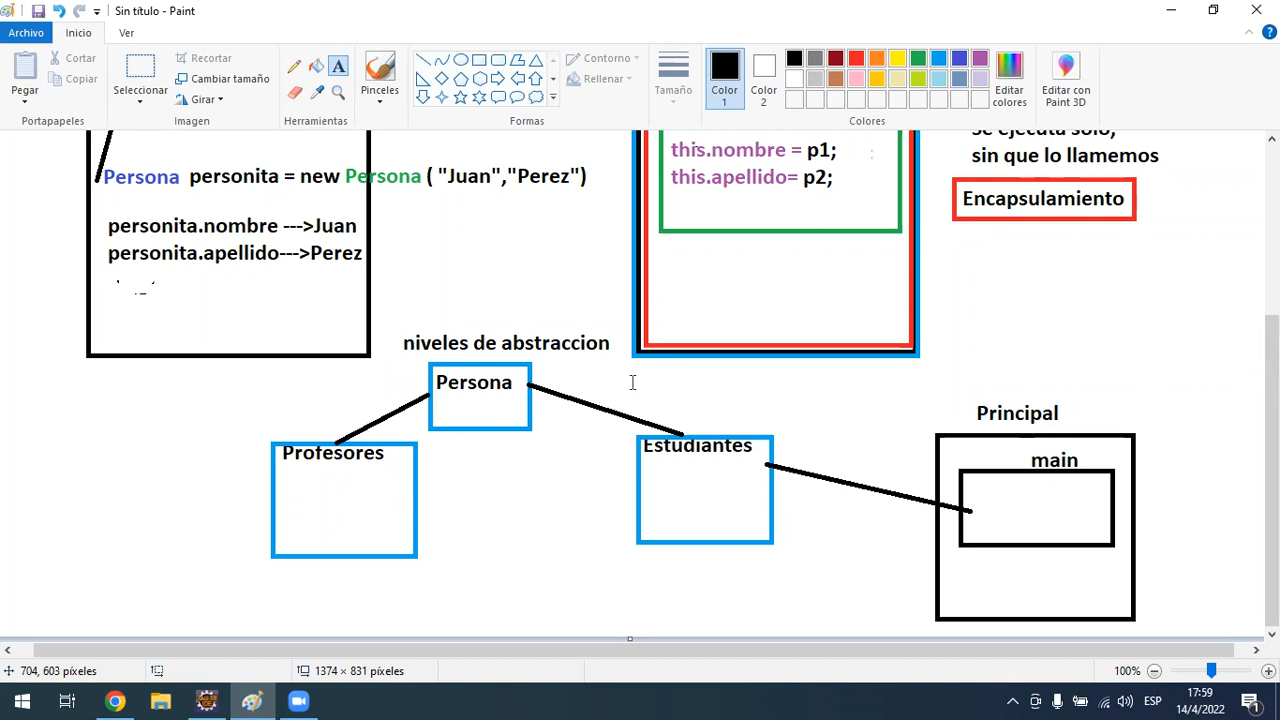 Sin título - Paint
Archivo
Inicio
Ver
Pegar
Cortar
Copiar
Portapapeles
Seleccionar
Recortar
Cambiar tamaño
Girar
Imagen
Herramientas
Pinceles
Contorno
Rellenar
Formas
Tamaño
Color 1
Color 2
Editar colores
Editar con Paint 3D
Colores
Persona personita = new Persona ( "Juan","Perez")
personita.nombre --->Juan
personita.apellido--->Perez
this.nombre = p1;
this.apellido= p2;
se ejecuta solo,
sin que lo llamemos
Encapsulamiento
niveles de abstraccion
Persona
Profesores
Estudiantes
Principal
main
704, 603 píxeles
1374 × 831 píxeles
100%
ESP
17:59
14/4/2022